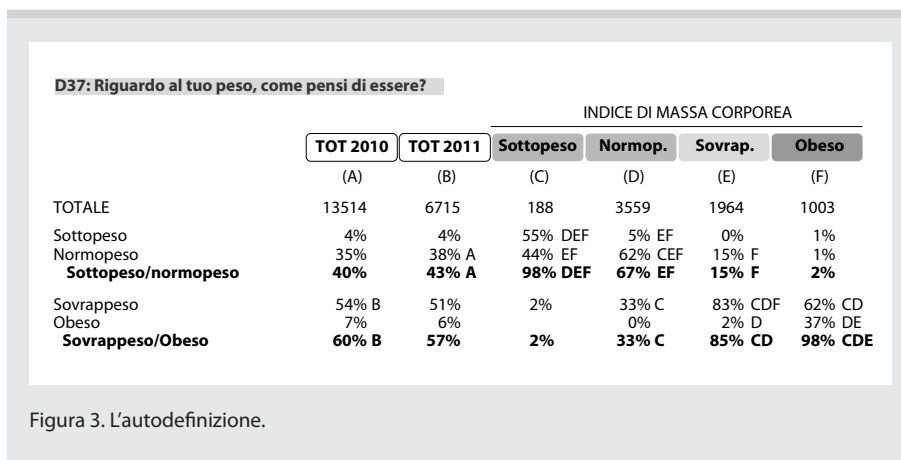 D37: Riguardo al tuo peso, come pensi di essere?
INDICE DI MASSA CORPOREA
TOT 2010 TOT 2011 Sottopeso Normop. Sovrap. Obeso
(A) (B) (C) (D) (E) (F)
TOTALE 13514 6715 188 3559 1964 1003
Sottopeso 4% 4% 55% DEF 5% EF 0% 1%
Normopeso 35% 38% A 44% EF 62% CEF 15% F 1%
Sottopeso/normopeso 40% 43% A 98% DEF 67% EF 15% F 2%
Sovrappeso 54% B 51% 2% 33% C 83% CDF 62% CD
Obeso 7% 6% 0% 2% D 37% DE
Sovrappeso/Obeso 60% B 57% 2% 33% C 85% CD 98% CDE
Figura 3. L'autodefinizione.